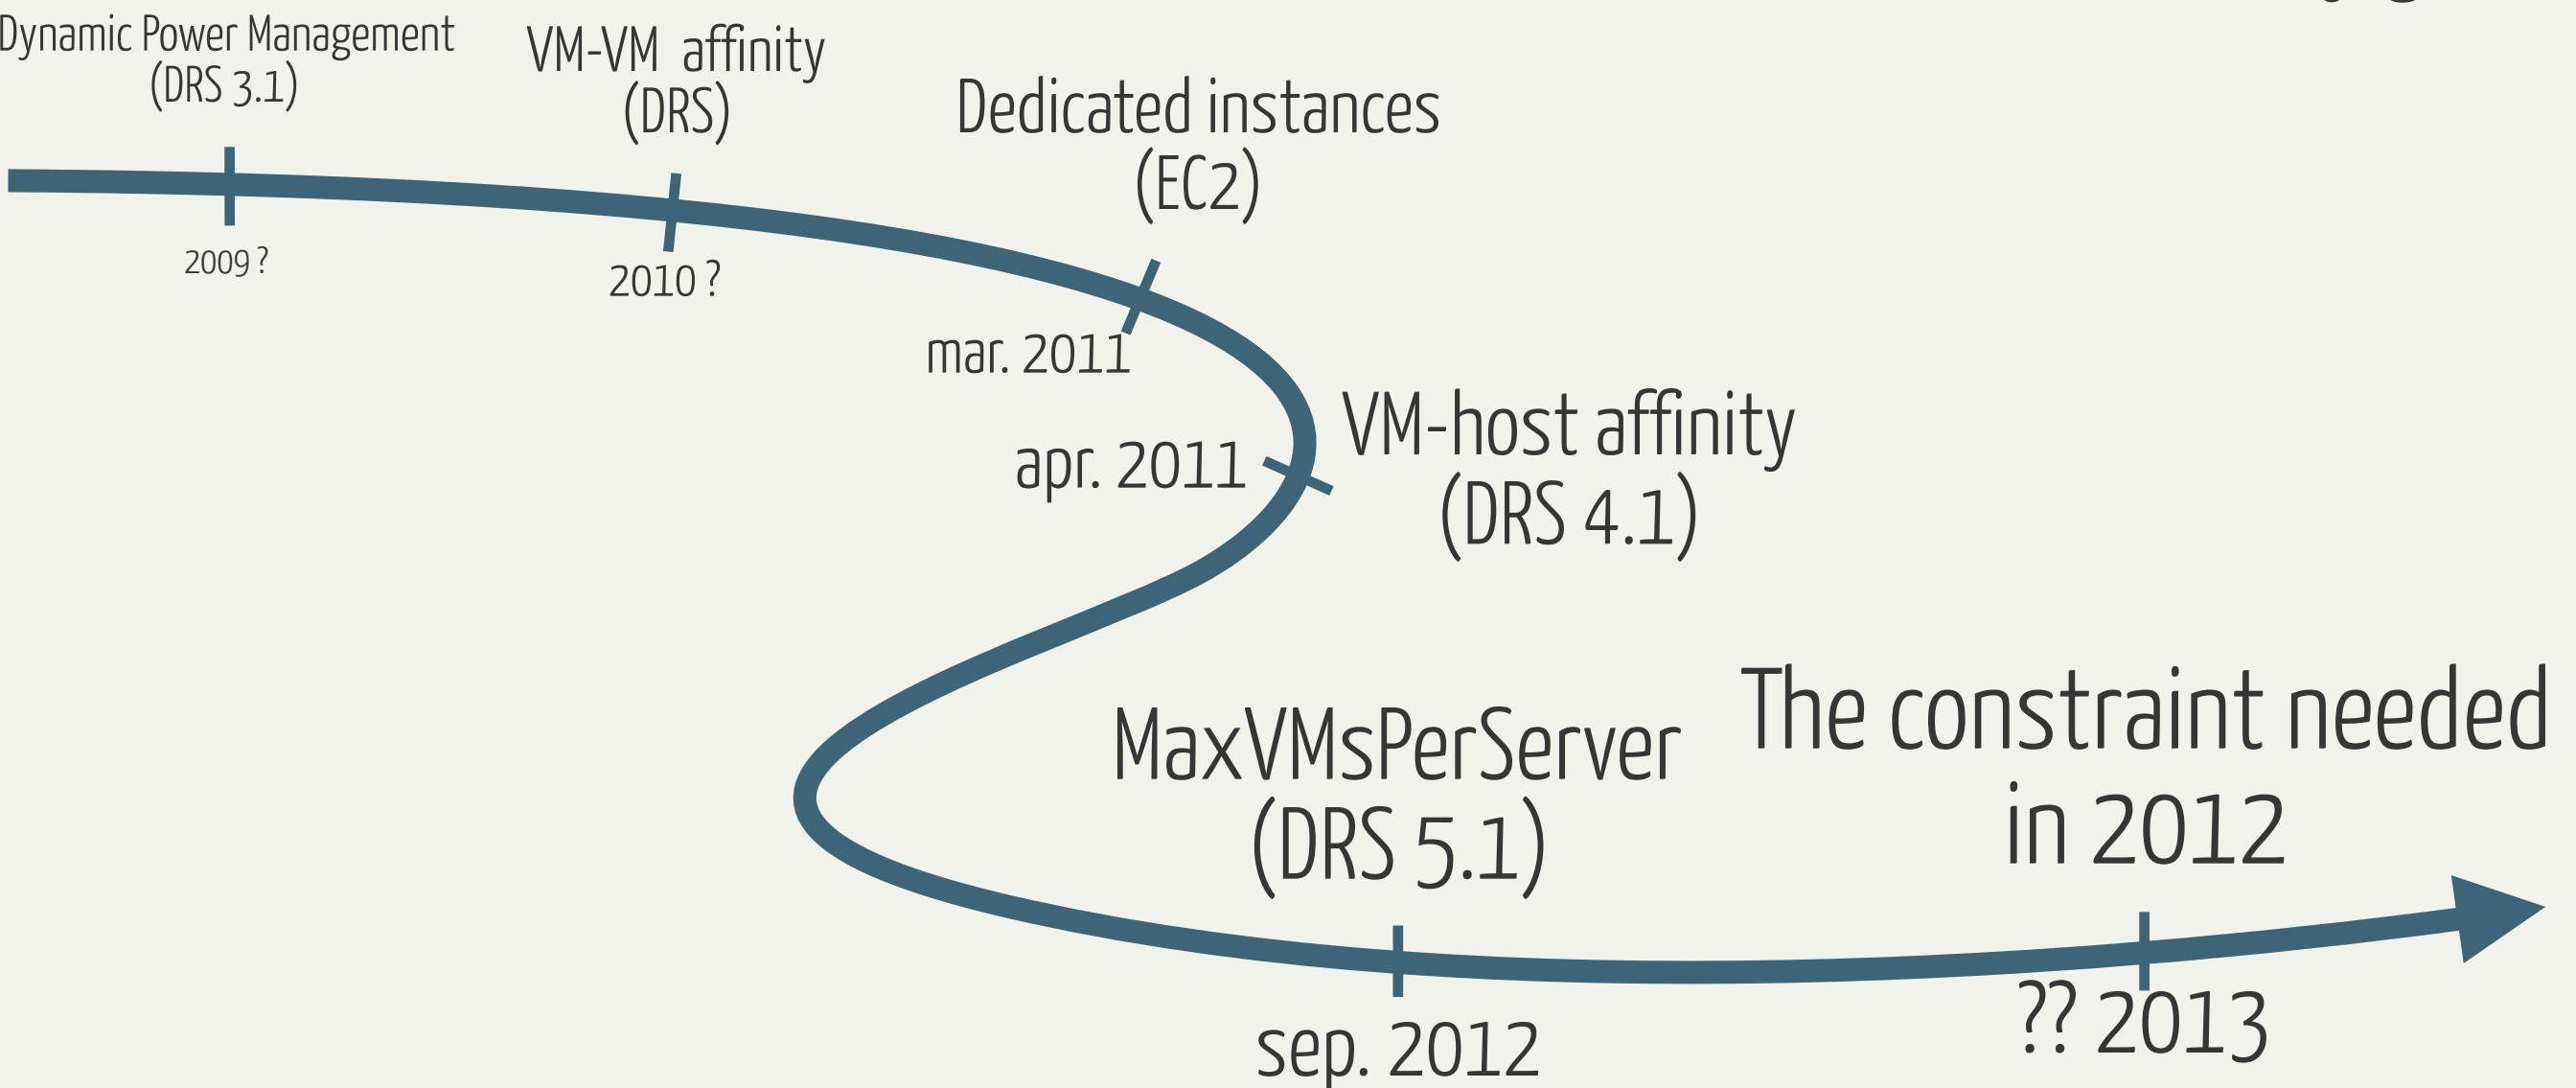 Dynamic Power Management
(DRS 3.1)
2009 ?
VM-VM affinity
(DRS)
2010 ?
Dedicated instances
(EC2)
mar. 2011
VM-host affinity
(DRS 4.1)
apr. 2011
MaxVMsPerServer
(DRS 5.1)
sep. 2012
The constraint needed
in 2012
?? 2013